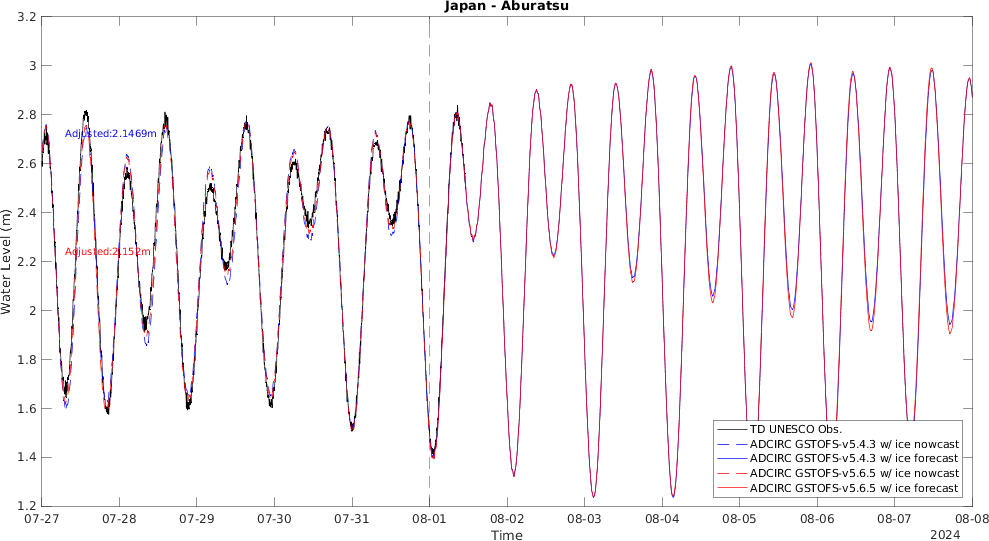 Japan - Aburatsu
3.2
3
2.8
2.6
2.4
2.2
2
1.8
1.6
1.4
1.2
Water Level (m)
Adjusted:2.1469m
Adjusted:2.152m
TD UNESCO Obs.
ADCIRC GSTOFS-v5.4.3 w/ ice nowcast
ADCIRC GSTOFS-v5.4.3 w/ ice forecast
ADCIRC GSTOFS-v5.6.5 w/ ice nowcast
ADCIRC GSTOFS-v5.6.5 w/ ice forecast
07-27 07-28 07-29 07-30 07-31 08-01 08-02 08-03 08-04 08-05 08-06 08-07 08-08
Time
2024